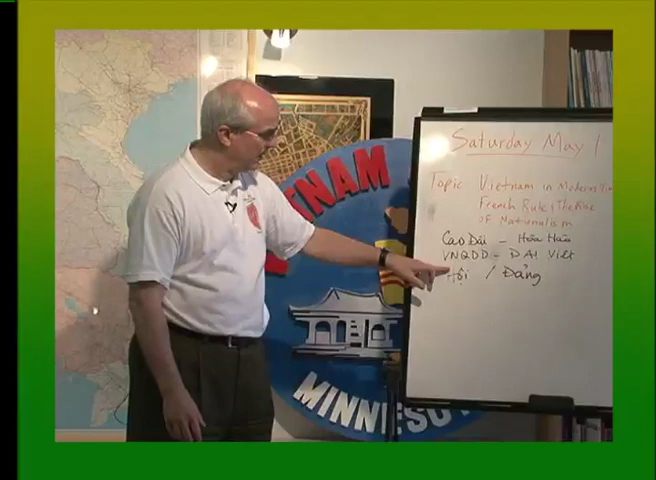 NAM
MINNESO
Saturday May 1
Topic Vietnam in Modern Tim
French Rule & The Rise
of Nationalism
Cao Đài - Hòa Hảo
VNQDD - ĐẠI Việt
Hội / Đảng